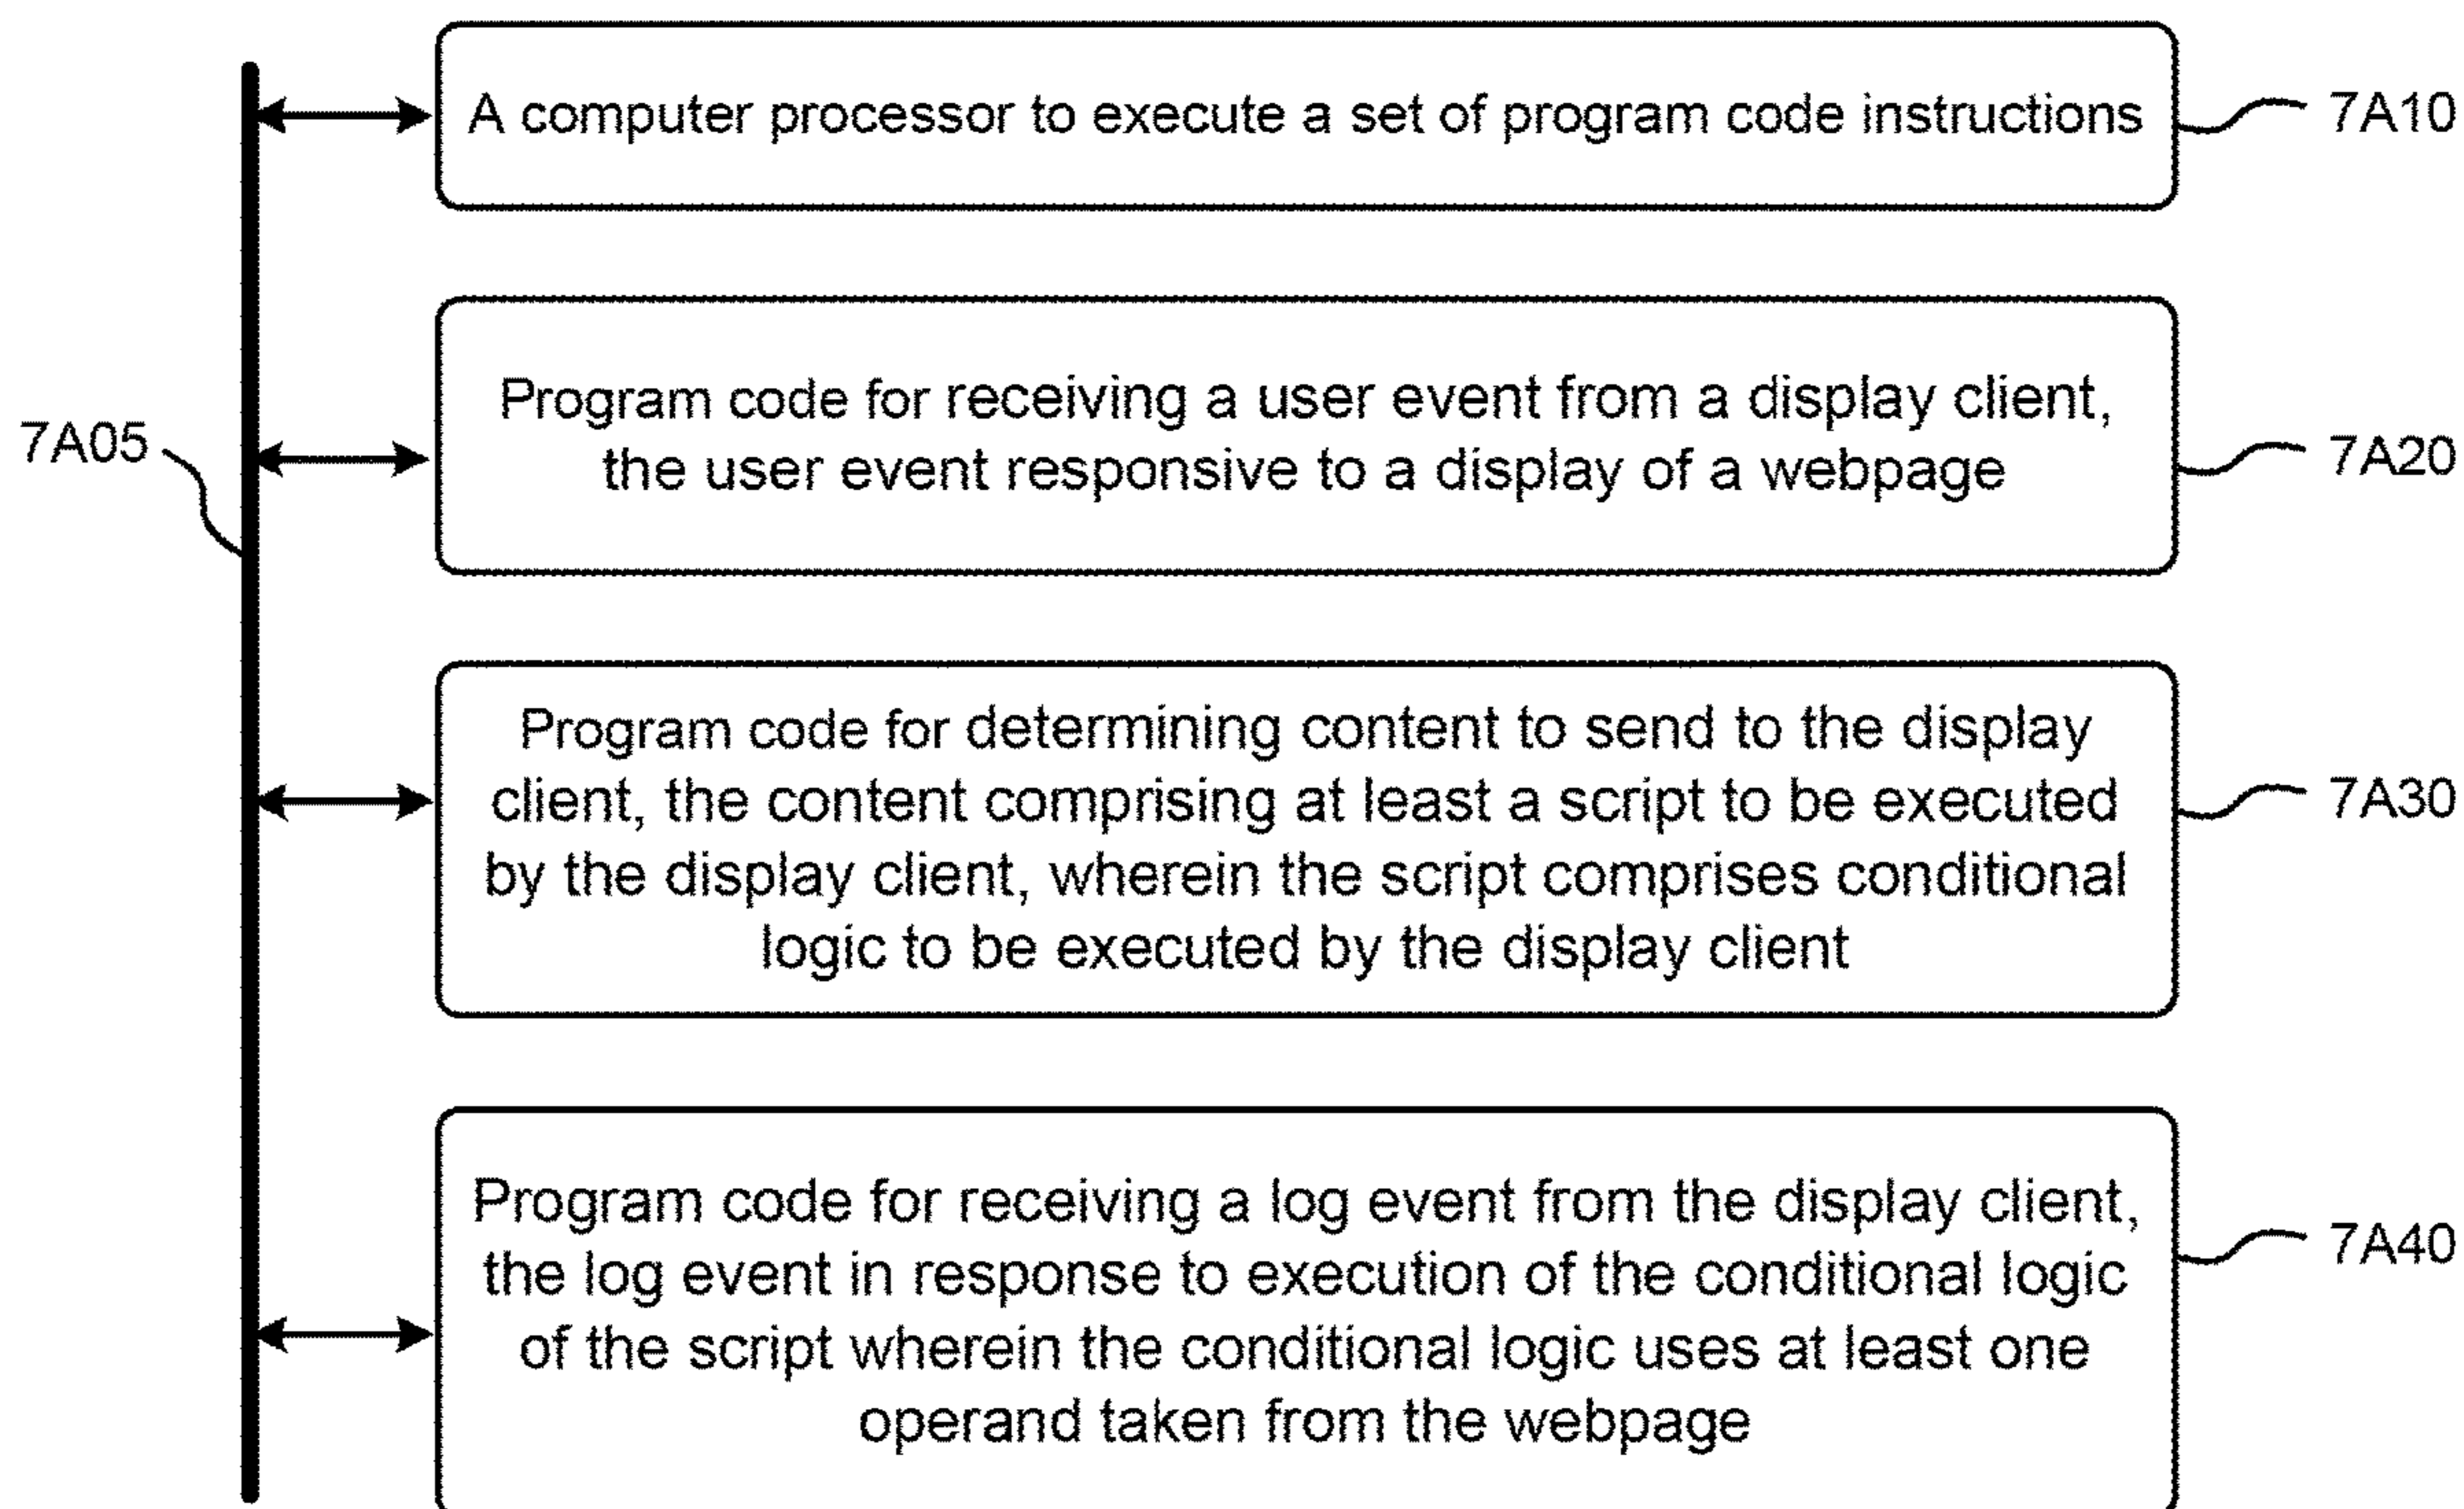 A computer processor to execute a set of program code instructions
7A10
Program code for receiving a user event from a display client,
the user event responsive to a display of a webpage
7A05
7A20
Program code for determining content to send to the display
client, the content comprising at least a script to be executed
by the display client, wherein the script comprises conditional
logic to be executed by the display client
7A30
Program code for receiving a log event from the display client,
the log event in response to execution of the conditional logic
of the script wherein the conditional logic uses at least one
operand taken from the webpage
7A40